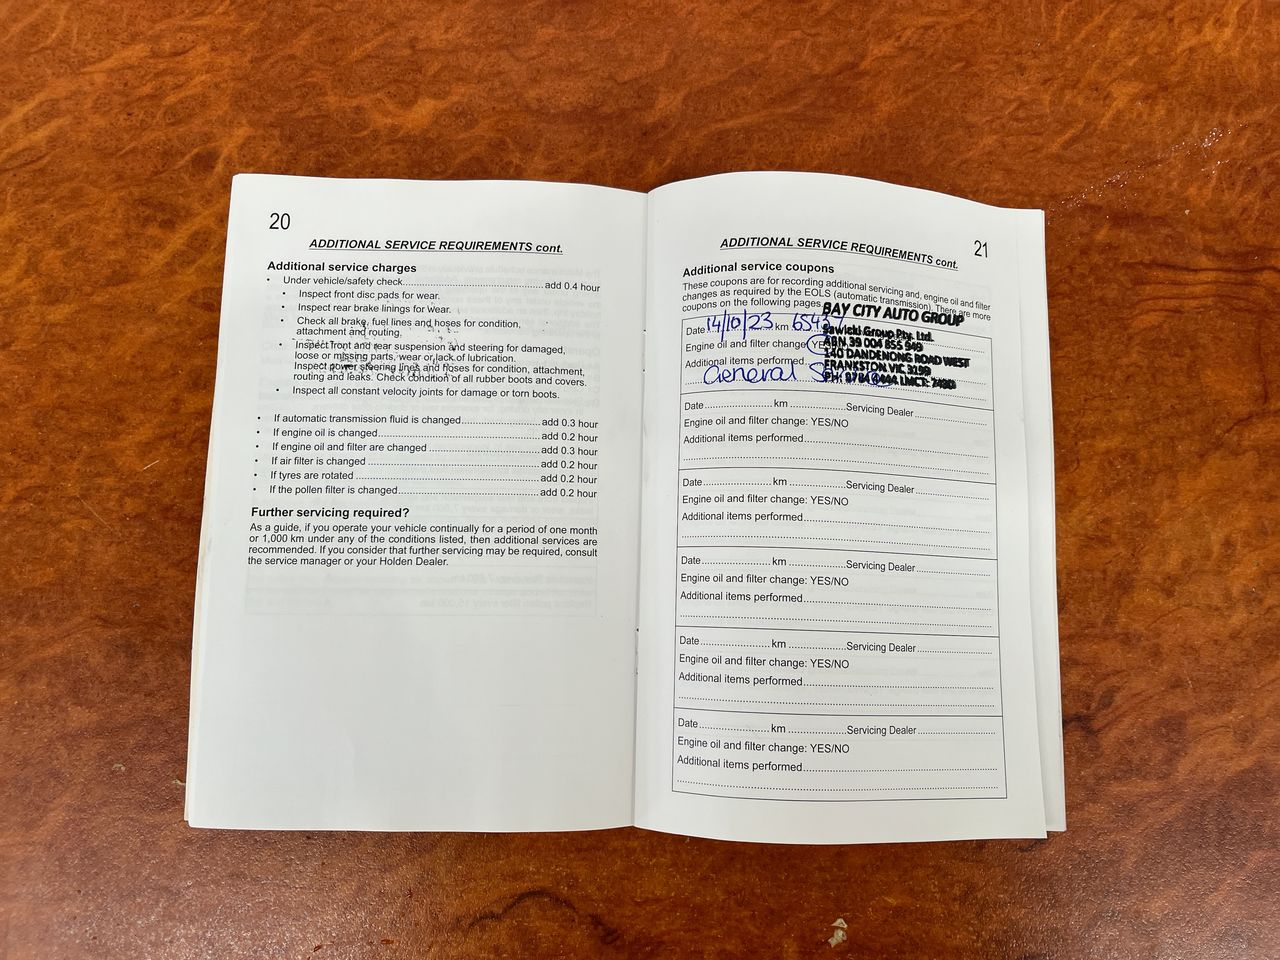 20
ADDITIONAL SERVICE REQUIREMENTS cont.
Additional service charges
• Under vehicle/safety check.......................................add 0.4 hour
• Inspect front disc pads for wear.
• Inspect rear brake linings for wear.
• Check all brake, fuel lines and hoses for condition,
attachment and routing.
• Inspect front and rear suspension and steering for damaged,
loose or missing parts, wear or lack of lubrication.
Inspect power steering lines and hoses for condition, attachment,
routing and leaks. Check condition of all rubber boots and covers.
• Inspect all constant velocity joints for damage or torn boots.
• If automatic transmission fluid is changed.........................add 0.3 hour
• If engine oil is changed....................................................add 0.2 hour
• If engine oil and filter are changed ...................................add 0.3 hour
• If air filter is changed ......................................................add 0.2 hour
• If tyres are rotated ..........................................................add 0.2 hour
• If the pollen filter is changed.............................................add 0.2 hour
Further servicing required?
As a guide, if you operate your vehicle continually for a period of one month
or 1,000 km under any of the conditions listed, then additional services are
recommended. If you consider that further servicing may be required, consult
the service manager or your Holden Dealer.
21
ADDITIONAL SERVICE REQUIREMENTS cont.
Additional service coupons
These coupons are for recording additional servicing and, engine oil and filter
changes as required by the EOLS (automatic transmission). There are more
coupons on the following pages.
BAY CITY AUTO GROUP
Sawicki Group Pty. Ltd.
ABN 39 004 855 949
140 DANDENONG ROAD WEST
FRANKSTON VIC 3199
Date 14/10/23 km
Engine oil and filter change: YES
Additional items performed
General
Date........................km ....................Servicing Dealer...........................
Engine oil and filter change: YES/NO
Additional items performed................................................................
Date........................km ....................Servicing Dealer...........................
Engine oil and filter change: YES/NO
Additional items performed................................................................
Date........................km ....................Servicing Dealer...........................
Engine oil and filter change: YES/NO
Additional items performed................................................................
Date........................km ....................Servicing Dealer...........................
Engine oil and filter change: YES/NO
Additional items performed................................................................
Date........................km ....................Servicing Dealer...........................
Engine oil and filter change: YES/NO
Additional items performed................................................................